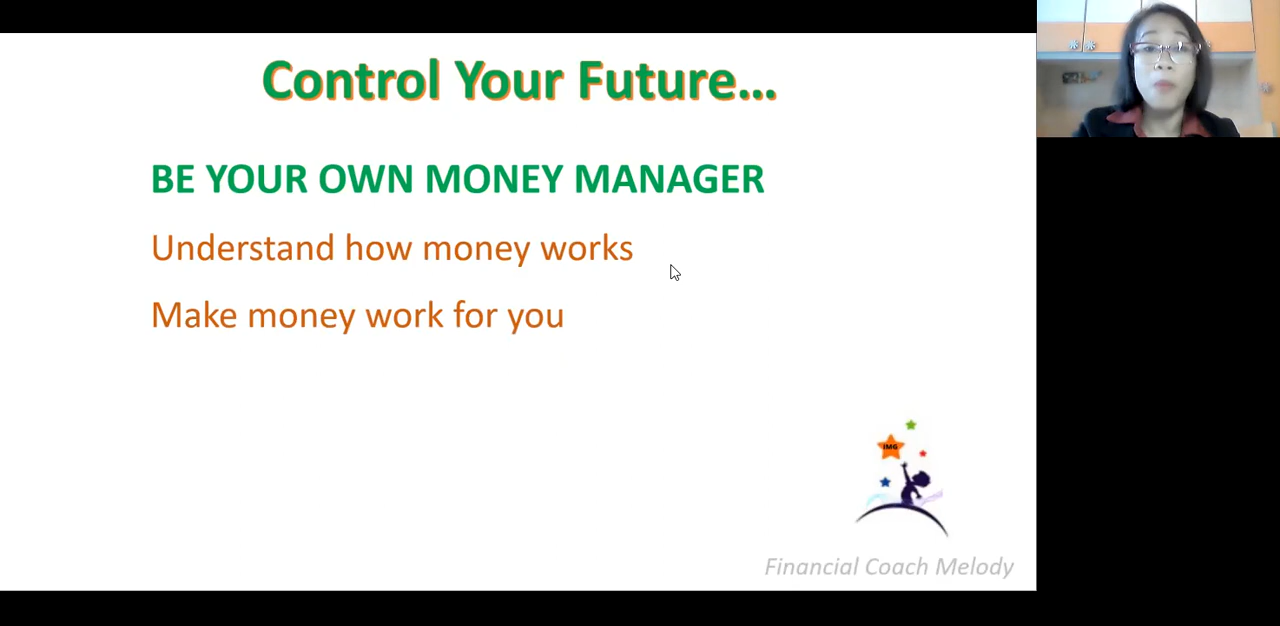 Control Your Future...
BE YOUR OWN MONEY MANAGER
Understand how money works
Make money work for you
IMG
Financial Coach Melody